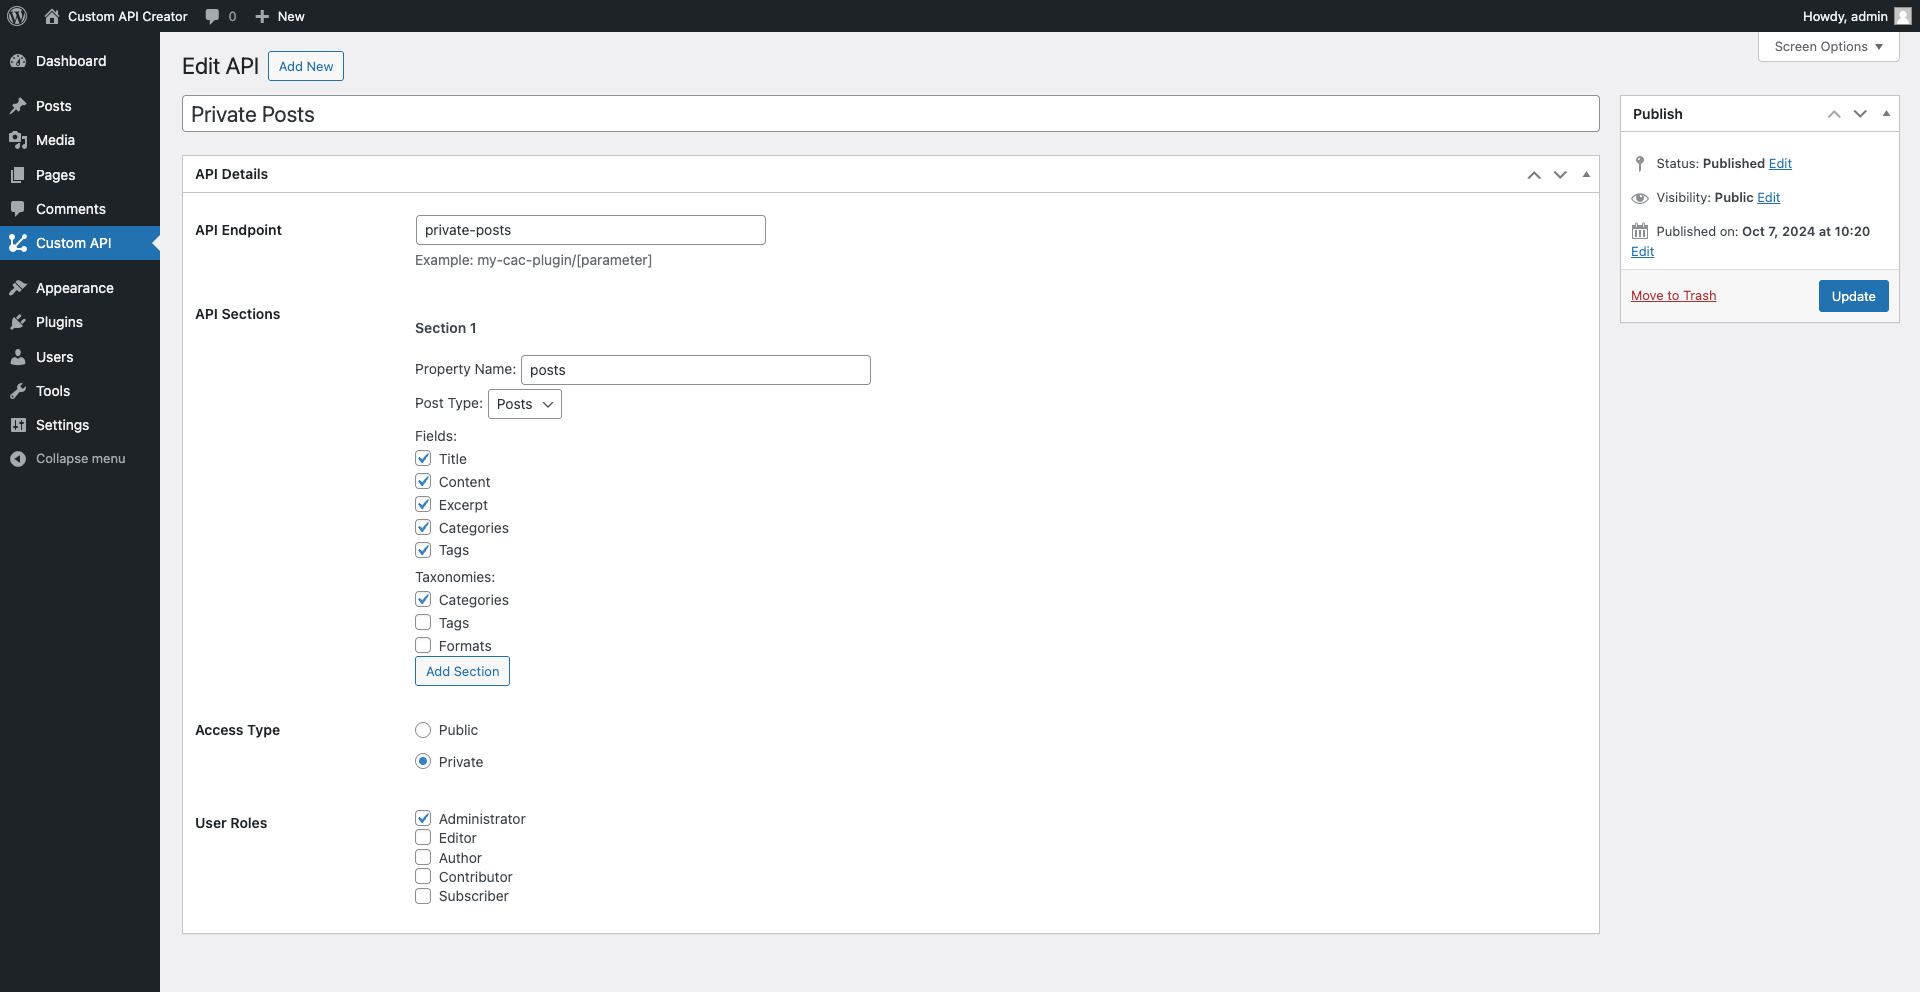 Custom API Creator 0 New Howdy, admin
Screen Options
Dashboard
Posts
Media
Pages
Comments
Custom API
Appearance
Plugins
Users
Tools
Settings
Collapse menu
Edit API Add New
Private Posts
API Details
API Endpoint private-posts
Example: my-cac-plugin/[parameter]
API Sections
Section 1
Property Name: posts
Post Type: Posts
Fields:
Title
Content
Excerpt
Categories
Tags
Taxonomies:
Categories
Tags
Formats
Add Section
Access Type Public
Private
User Roles Administrator
Editor
Author
Contributor
Subscriber
Publish
Status: Published Edit
Visibility: Public Edit
Published on: Oct 7, 2024 at 10:20
Edit
Move to Trash Update